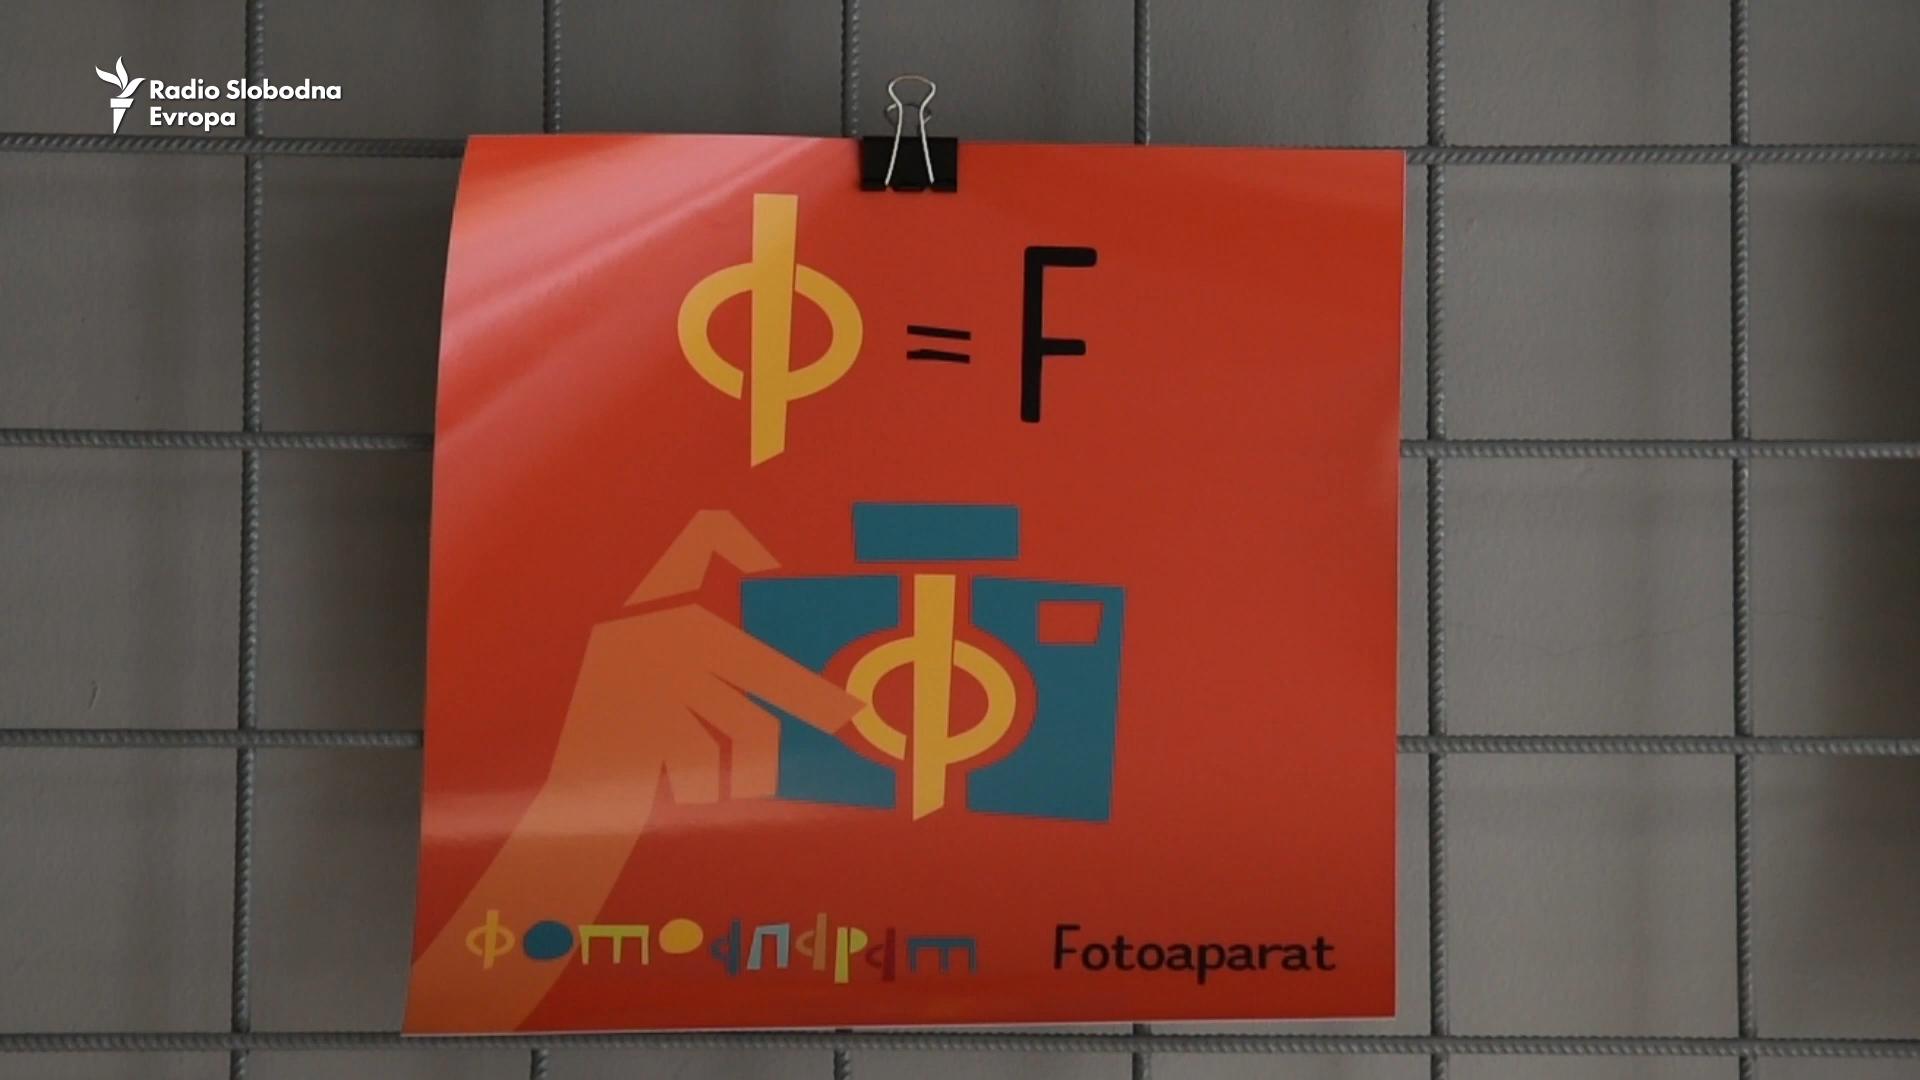 Radio Slobodna
Evropa
ф = F
ф
фотоапарат Fotoaparat